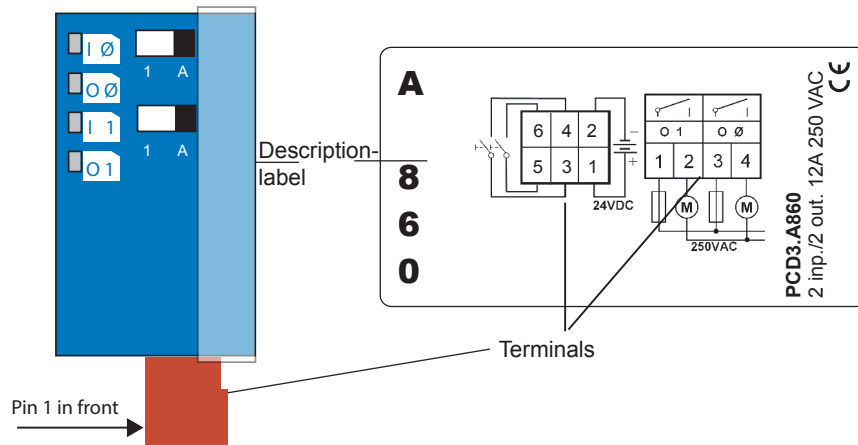 I Ø
1 A
O Ø
I 1
1 A
O 1
Description-
label
Pin 1 in front
Terminals
A
8
6
0
6 4 2
5 3 1
−
+
24VDC
O 1 O Ø
1 2 3 4
M M
250VAC
PCD3.A860
2 inp./2 out. 12A 250 VAC
CE